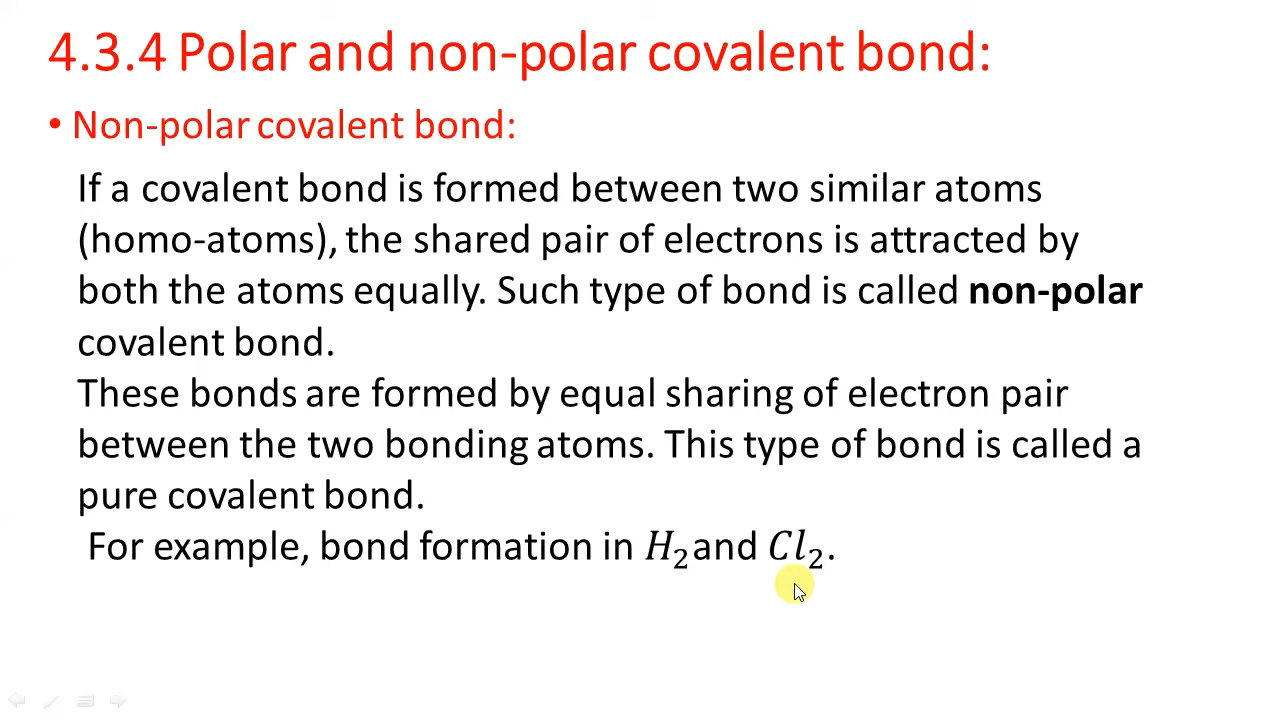 4.3.4 Polar and non-polar covalent bond:
• Non-polar covalent bond:
If a covalent bond is formed between two similar atoms
(homo-atoms), the shared pair of electrons is attracted by
both the atoms equally. Such type of bond is called non-polar
covalent bond.
These bonds are formed by equal sharing of electron pair
between the two bonding atoms. This type of bond is called a
pure covalent bond.
For example, bond formation in H₂ and Cl₂.